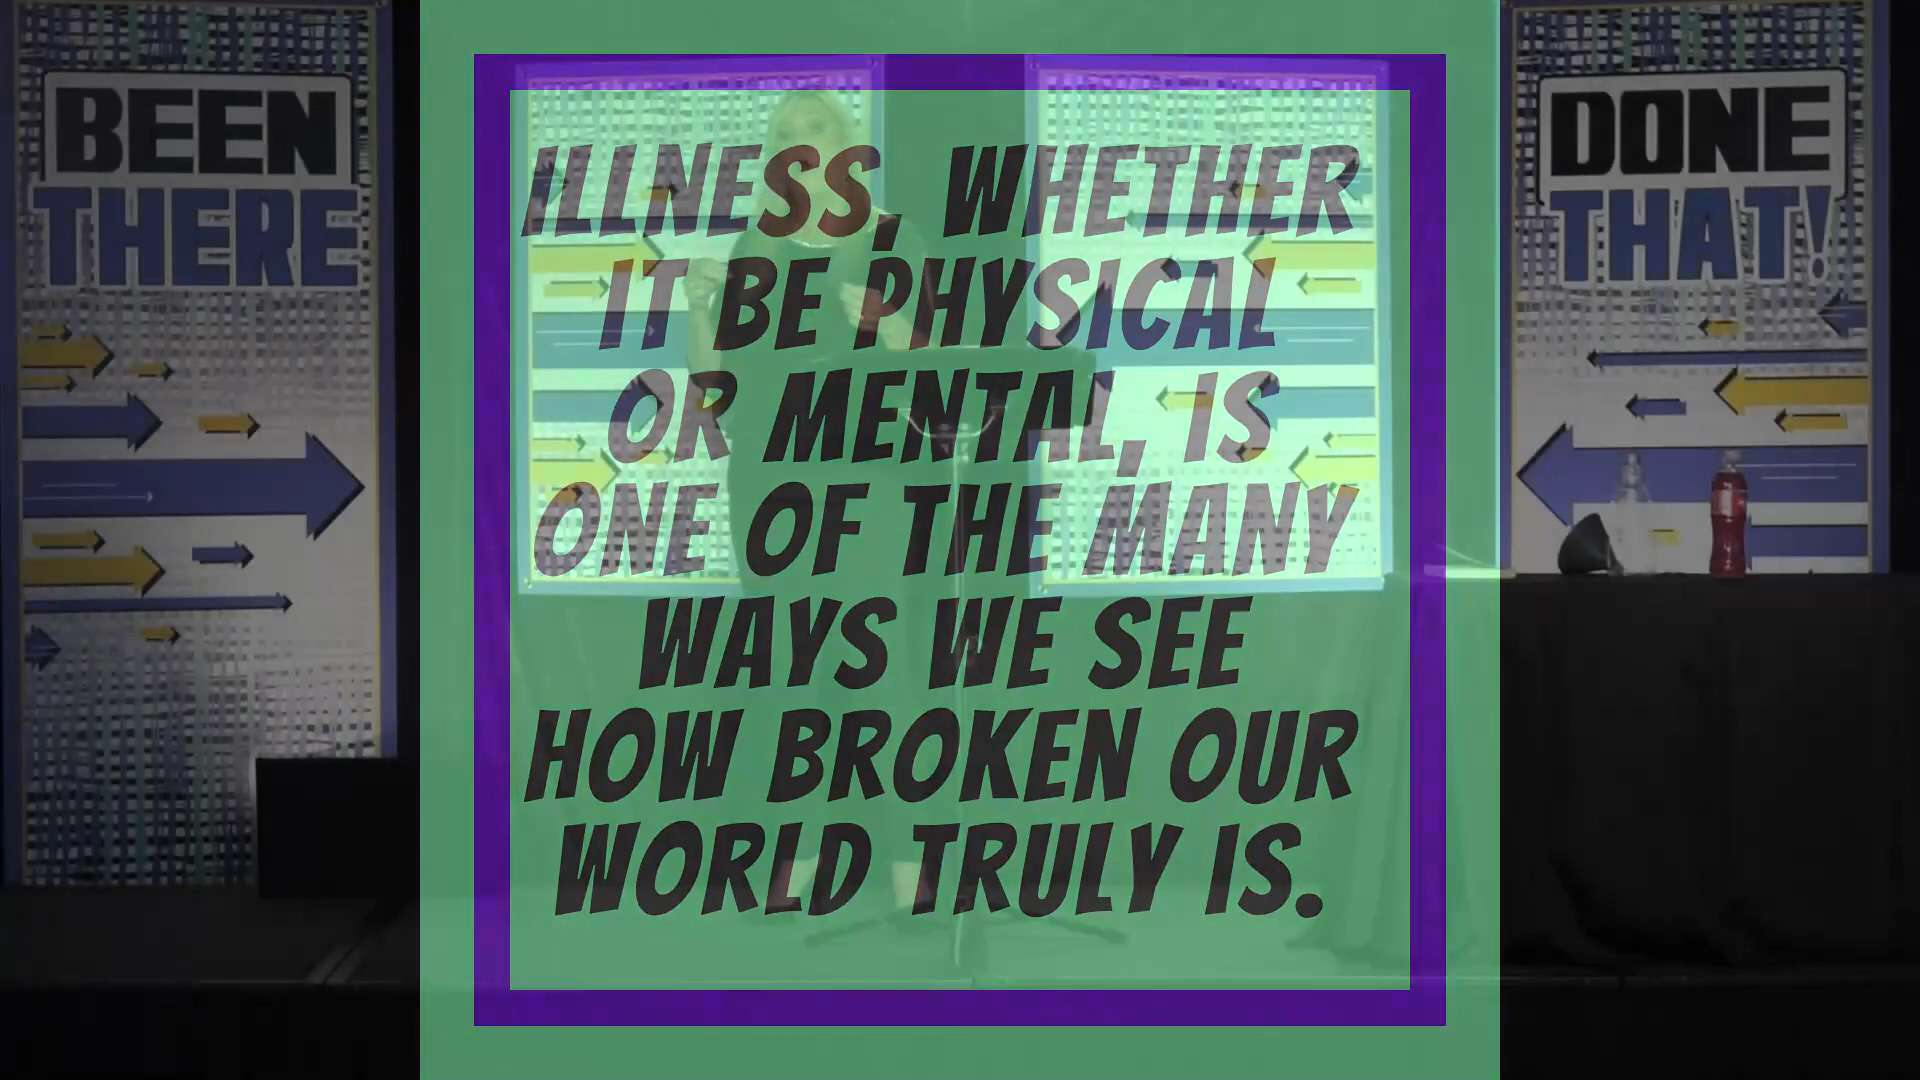 BEEN
THERE
ILLNESS, WHETHER
IT BE PHYSICAL
OR MENTAL, IS
ONE OF THE MANY
WAYS WE SEE
HOW BROKEN OUR
WORLD TRULY IS.
DONE
THAT!